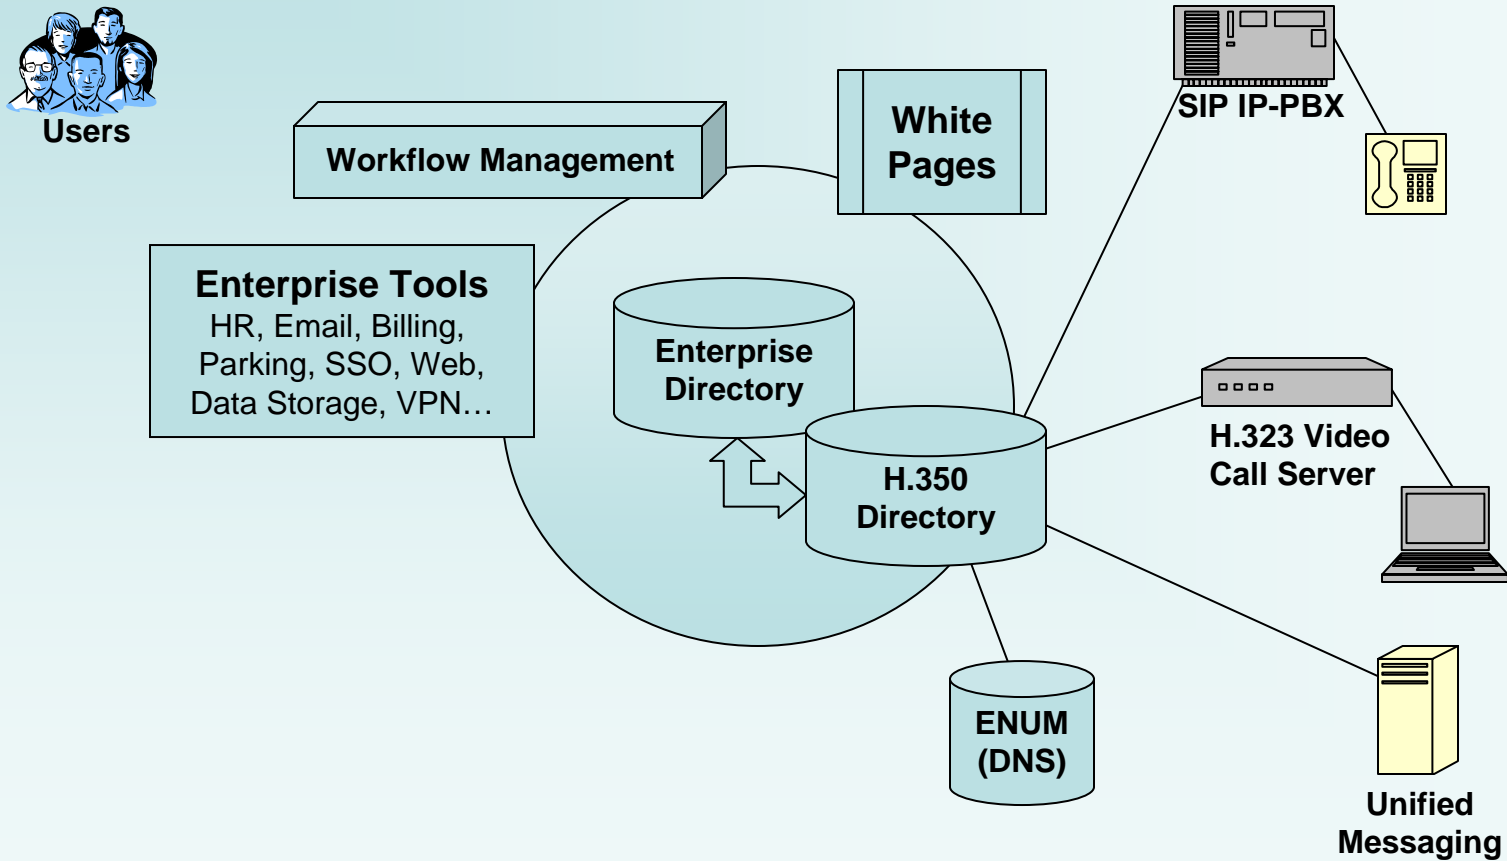 Users
Workflow Management
White
Pages
SIP IP-PBX
Enterprise Tools
HR, Email, Billing,
Parking, SSO, Web,
Data Storage, VPN…
Enterprise
Directory
H.350
Directory
H.323 Video
Call Server
ENUM
(DNS)
Unified
Messaging